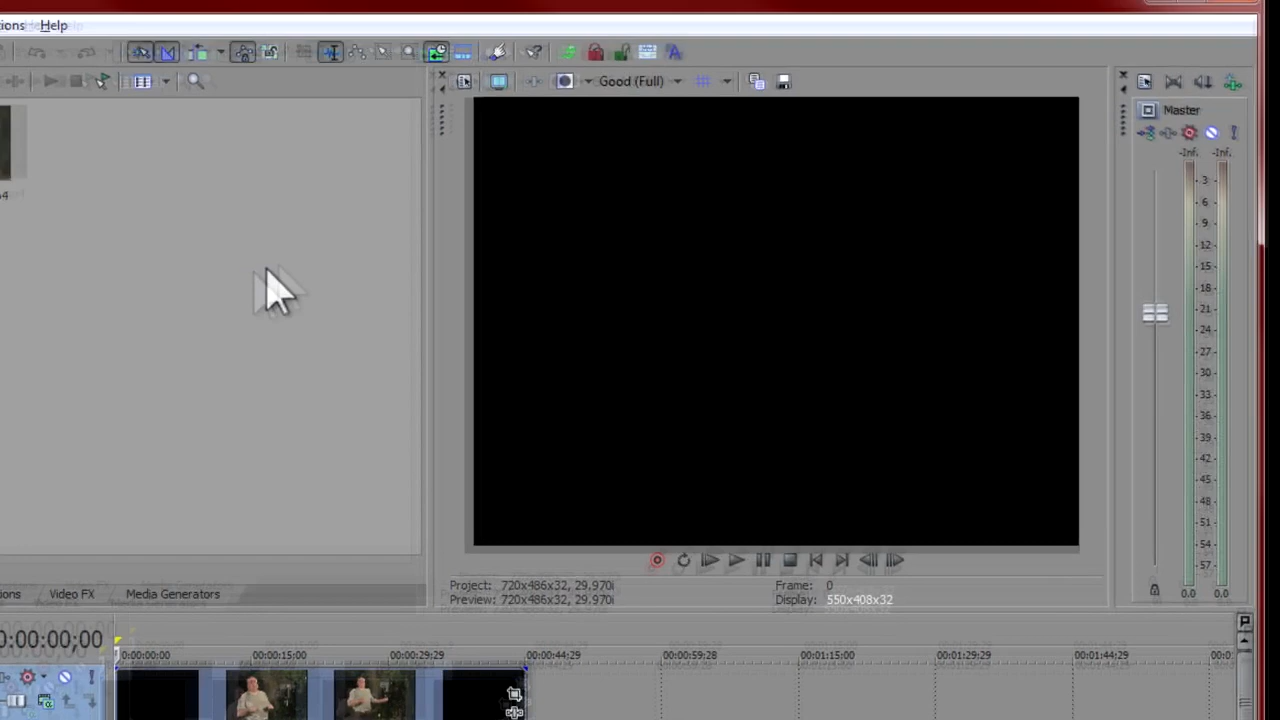 ions Help
Good (Full)
Master
-Inf. -Inf.
3
6
9
12
15
18
21
24
27
30
33
36
39
42
45
48
51
54
57
0.0 0.0
4
ions Video FX Media Generators
Project: 720x486x32, 29.970i
Frame: 0
Preview: 720x486x32, 29.970i
Display: 550x408x32
0:00:00;00
0:00:00:00 00:00:15:00 00:00:29:29 00:00:44:29 00:00:59:28 00:01:15:00 00:01:29:29 00:01:44:29 00:0